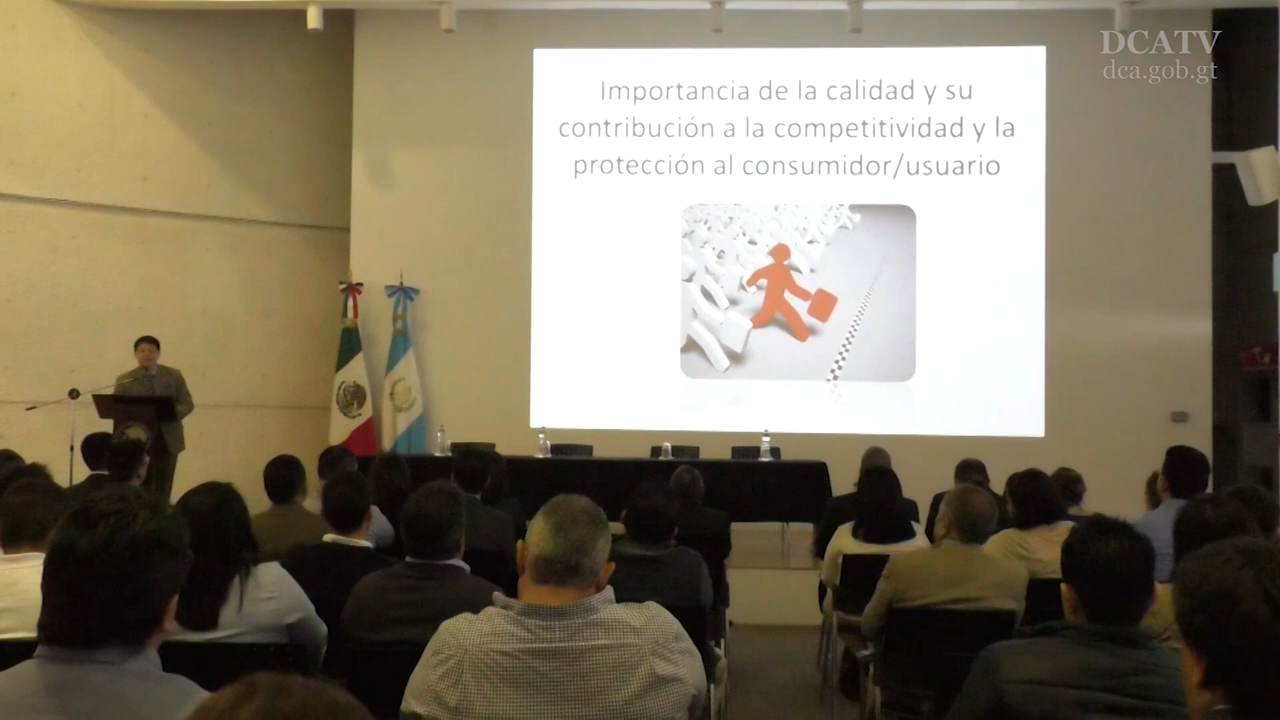 DCATV
dca.gob.gt
Importancia de la calidad y su
contribución a la competitividad y la
protección al consumidor/usuario